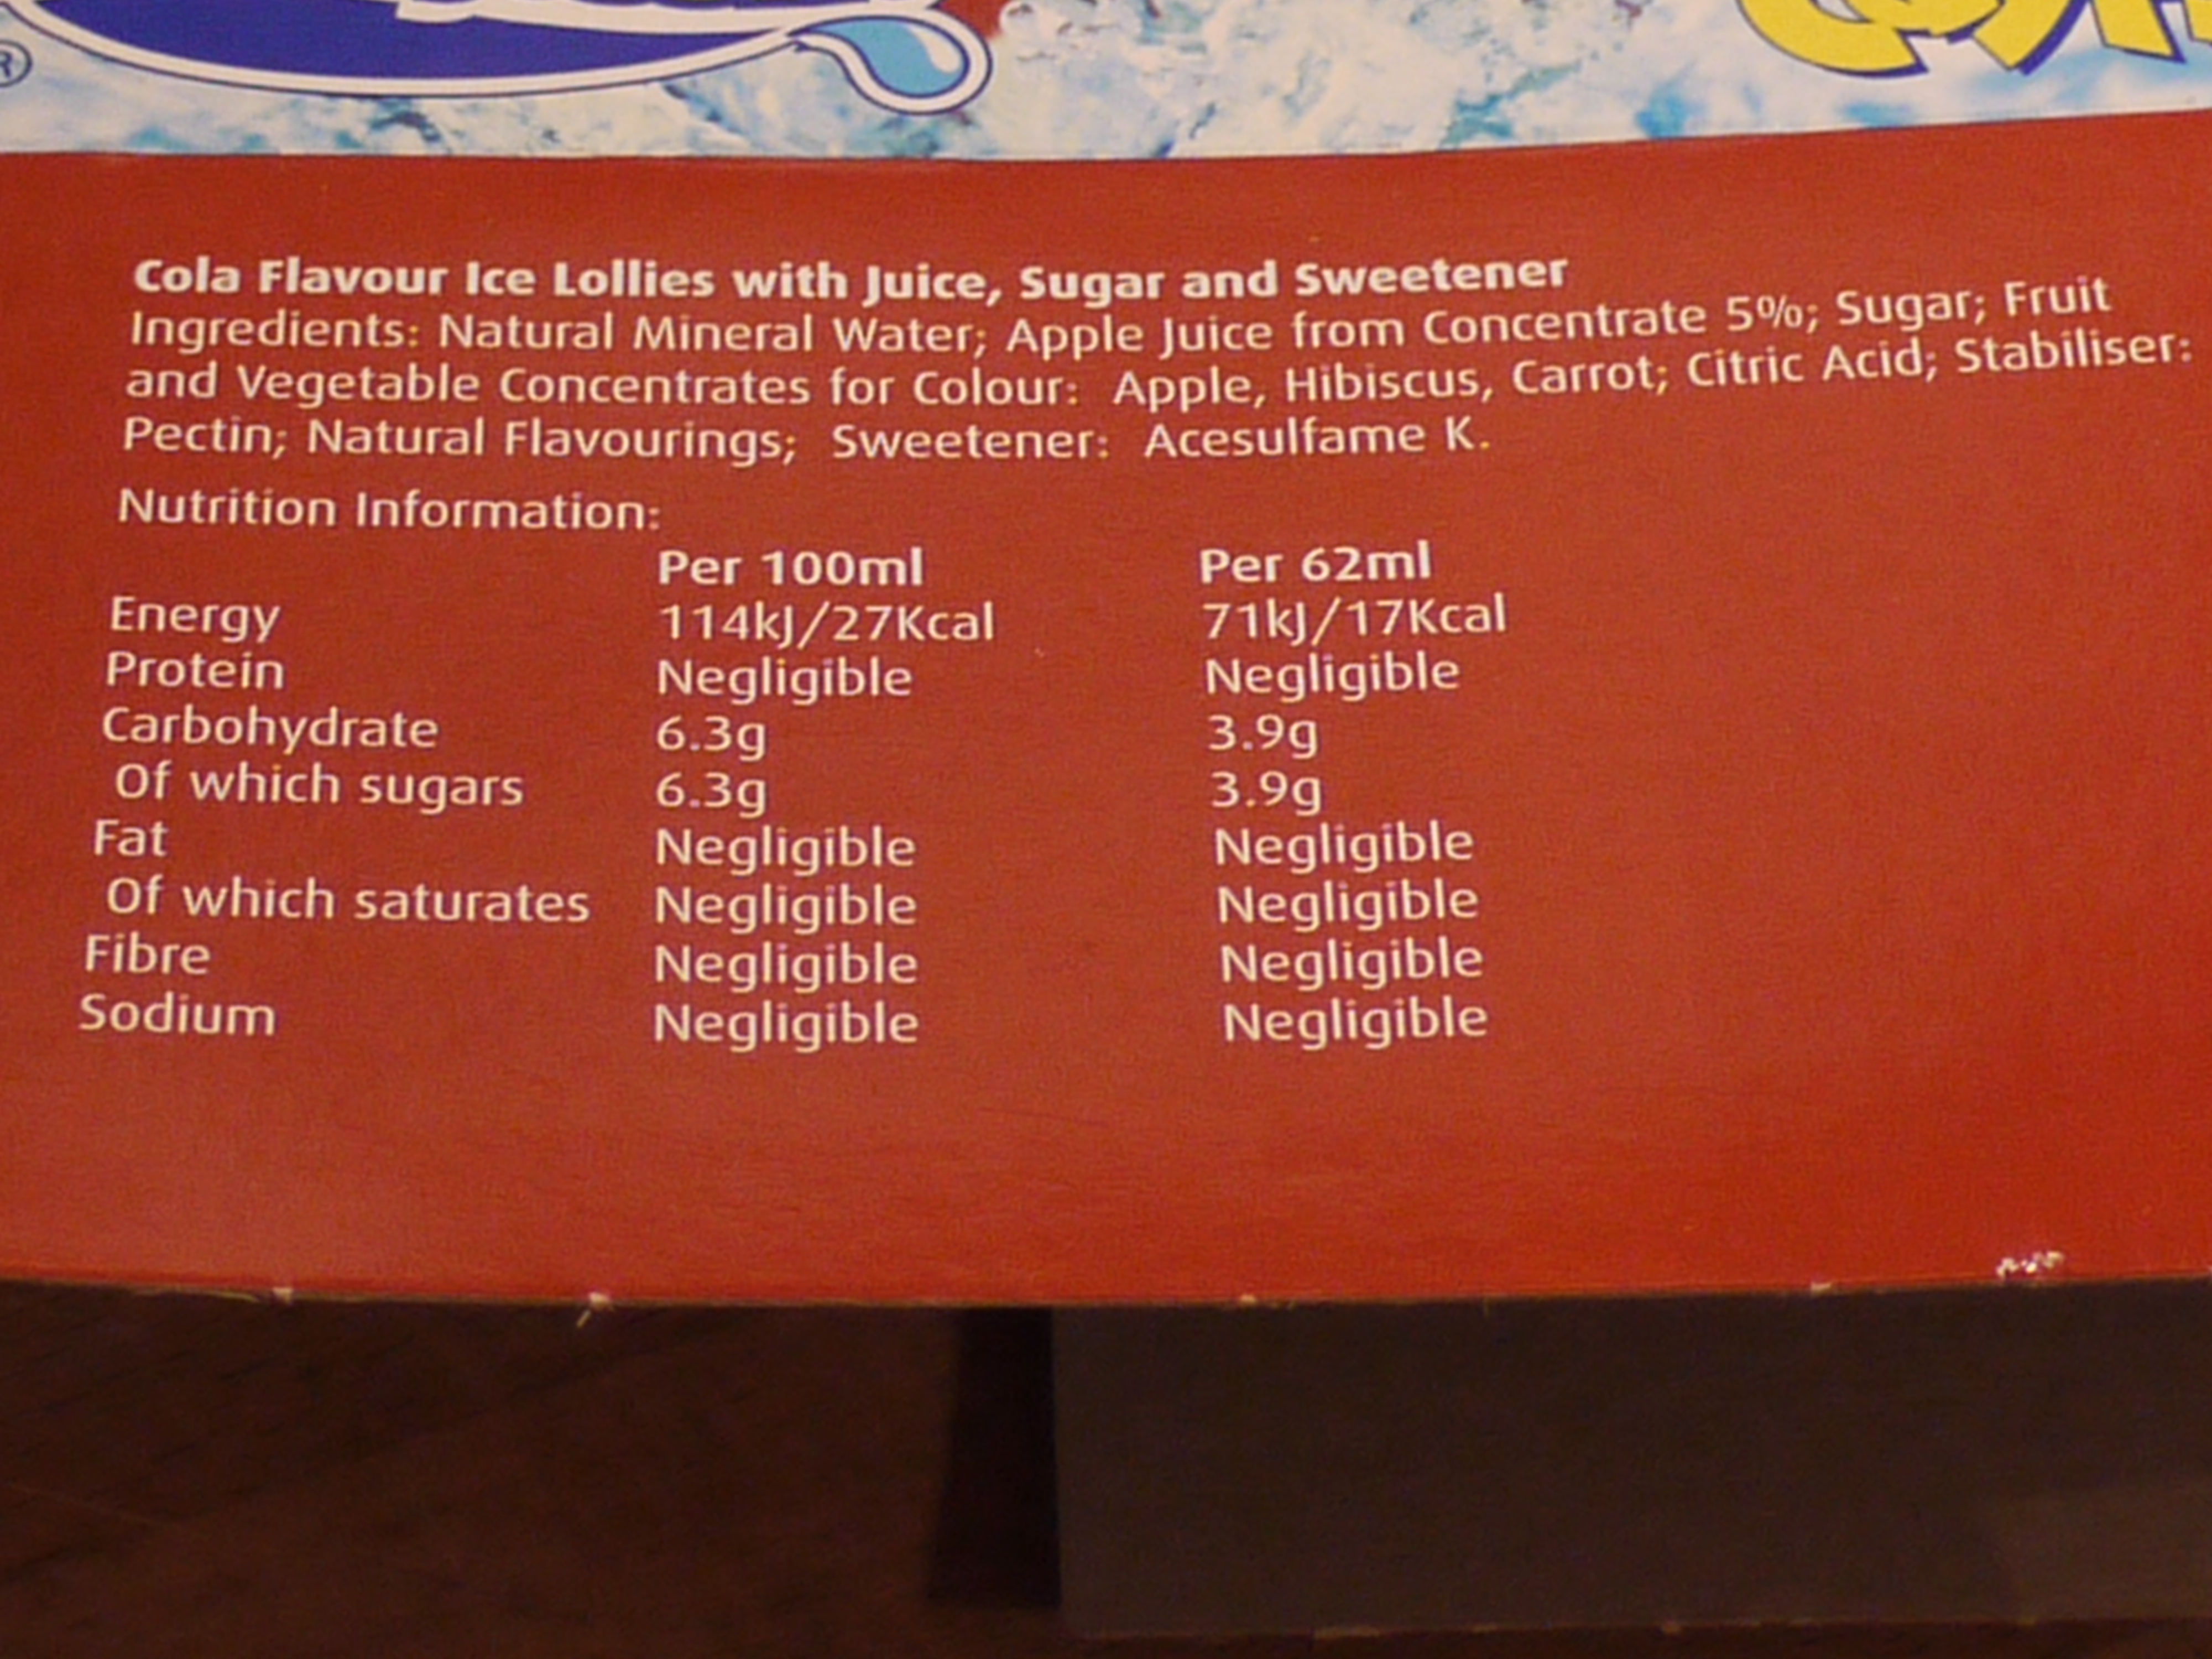 ®
Cola Flavour Ice Lollies with Juice, Sugar and Sweetener
Ingredients: Natural Mineral Water; Apple Juice from Concentrate 5%; Sugar; Fruit
and Vegetable Concentrates for Colour: Apple, Hibiscus, Carrot; Citric Acid; Stabiliser:
Pectin; Natural Flavourings; Sweetener: Acesulfame K.
Nutrition Information:
Per 100ml Per 62ml
Energy 114kJ/27Kcal 71kJ/17Kcal
Protein Negligible Negligible
Carbohydrate 6.3g 3.9g
Of which sugars 6.3g 3.9g
Fat Negligible Negligible
Of which saturates Negligible Negligible
Fibre Negligible Negligible
Sodium Negligible Negligible